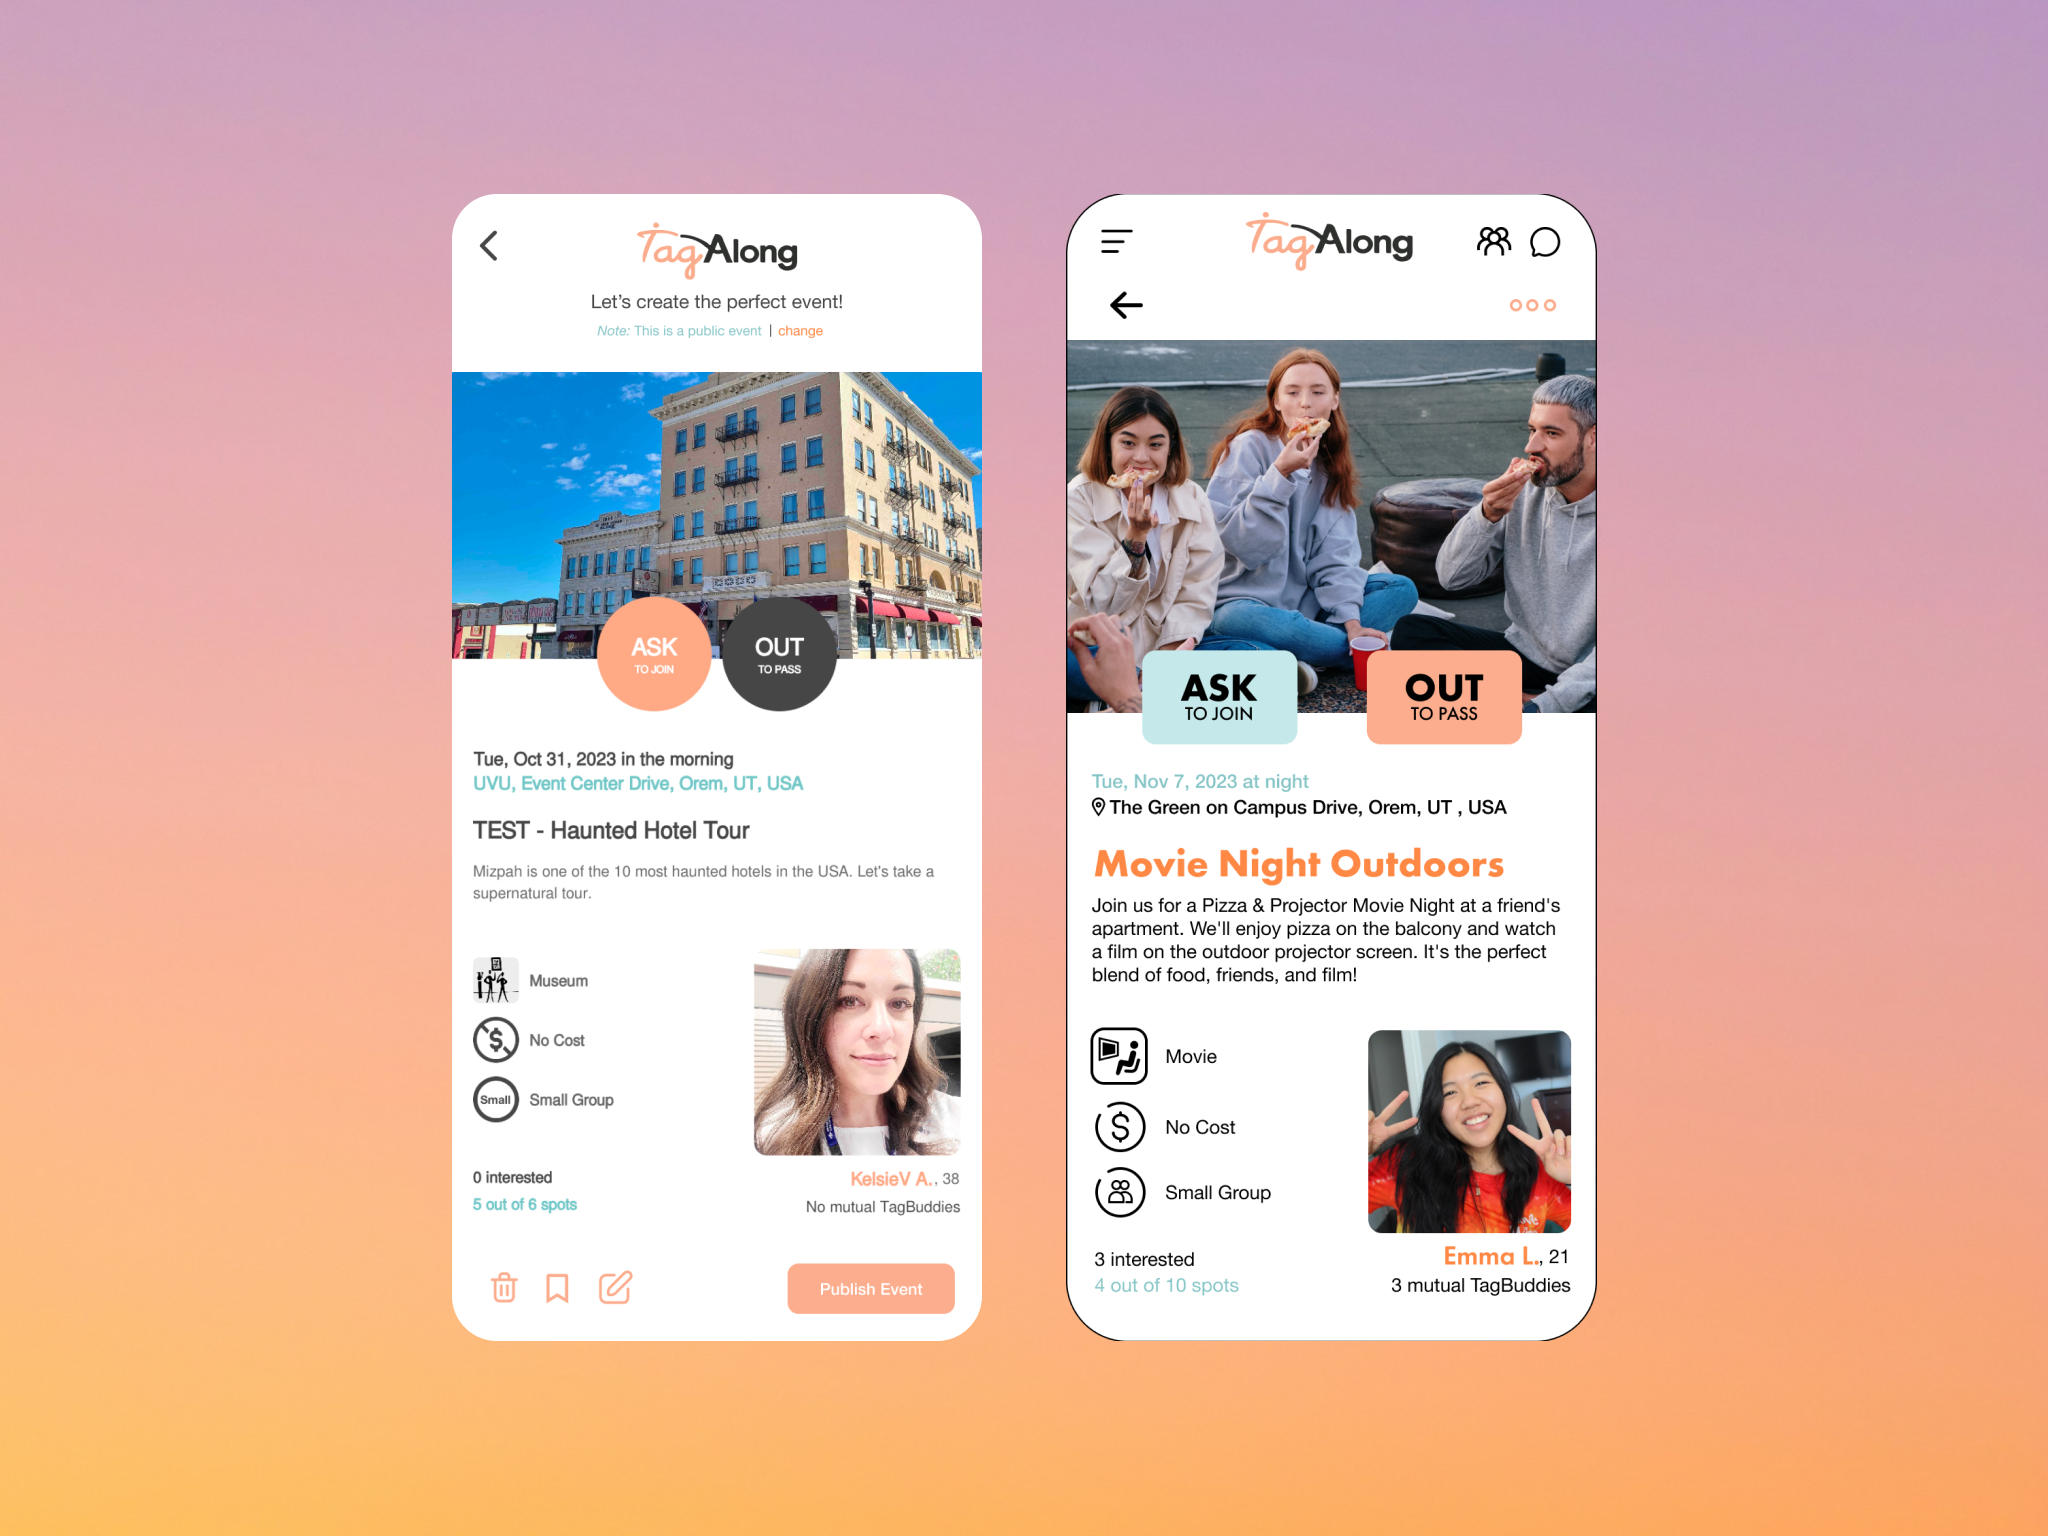 TagAlong
Let's create the perfect event!
Note: This is a public event | change
ASK
TO JOIN
OUT
TO PASS
Tue, Oct 31, 2023 in the morning
UVU, Event Center Drive, Orem, UT, USA
TEST - Haunted Hotel Tour
Mizpah is one of the 10 most haunted hotels in the USA. Let's take a
supernatural tour.
Museum
No Cost
Small
Small Group
0 interested
5 out of 6 spots
KelsieV A., 38
No mutual TagBuddies
Publish Event
TagAlong
ASK
TO JOIN
OUT
TO PASS
Tue, Nov 7, 2023 at night
The Green on Campus Drive, Orem, UT , USA
Movie Night Outdoors
Join us for a Pizza & Projector Movie Night at a friend's
apartment. We'll enjoy pizza on the balcony and watch
a film on the outdoor projector screen. It's the perfect
blend of food, friends, and film!
Movie
No Cost
Small Group
3 interested
4 out of 10 spots
Emma L., 21
3 mutual TagBuddies